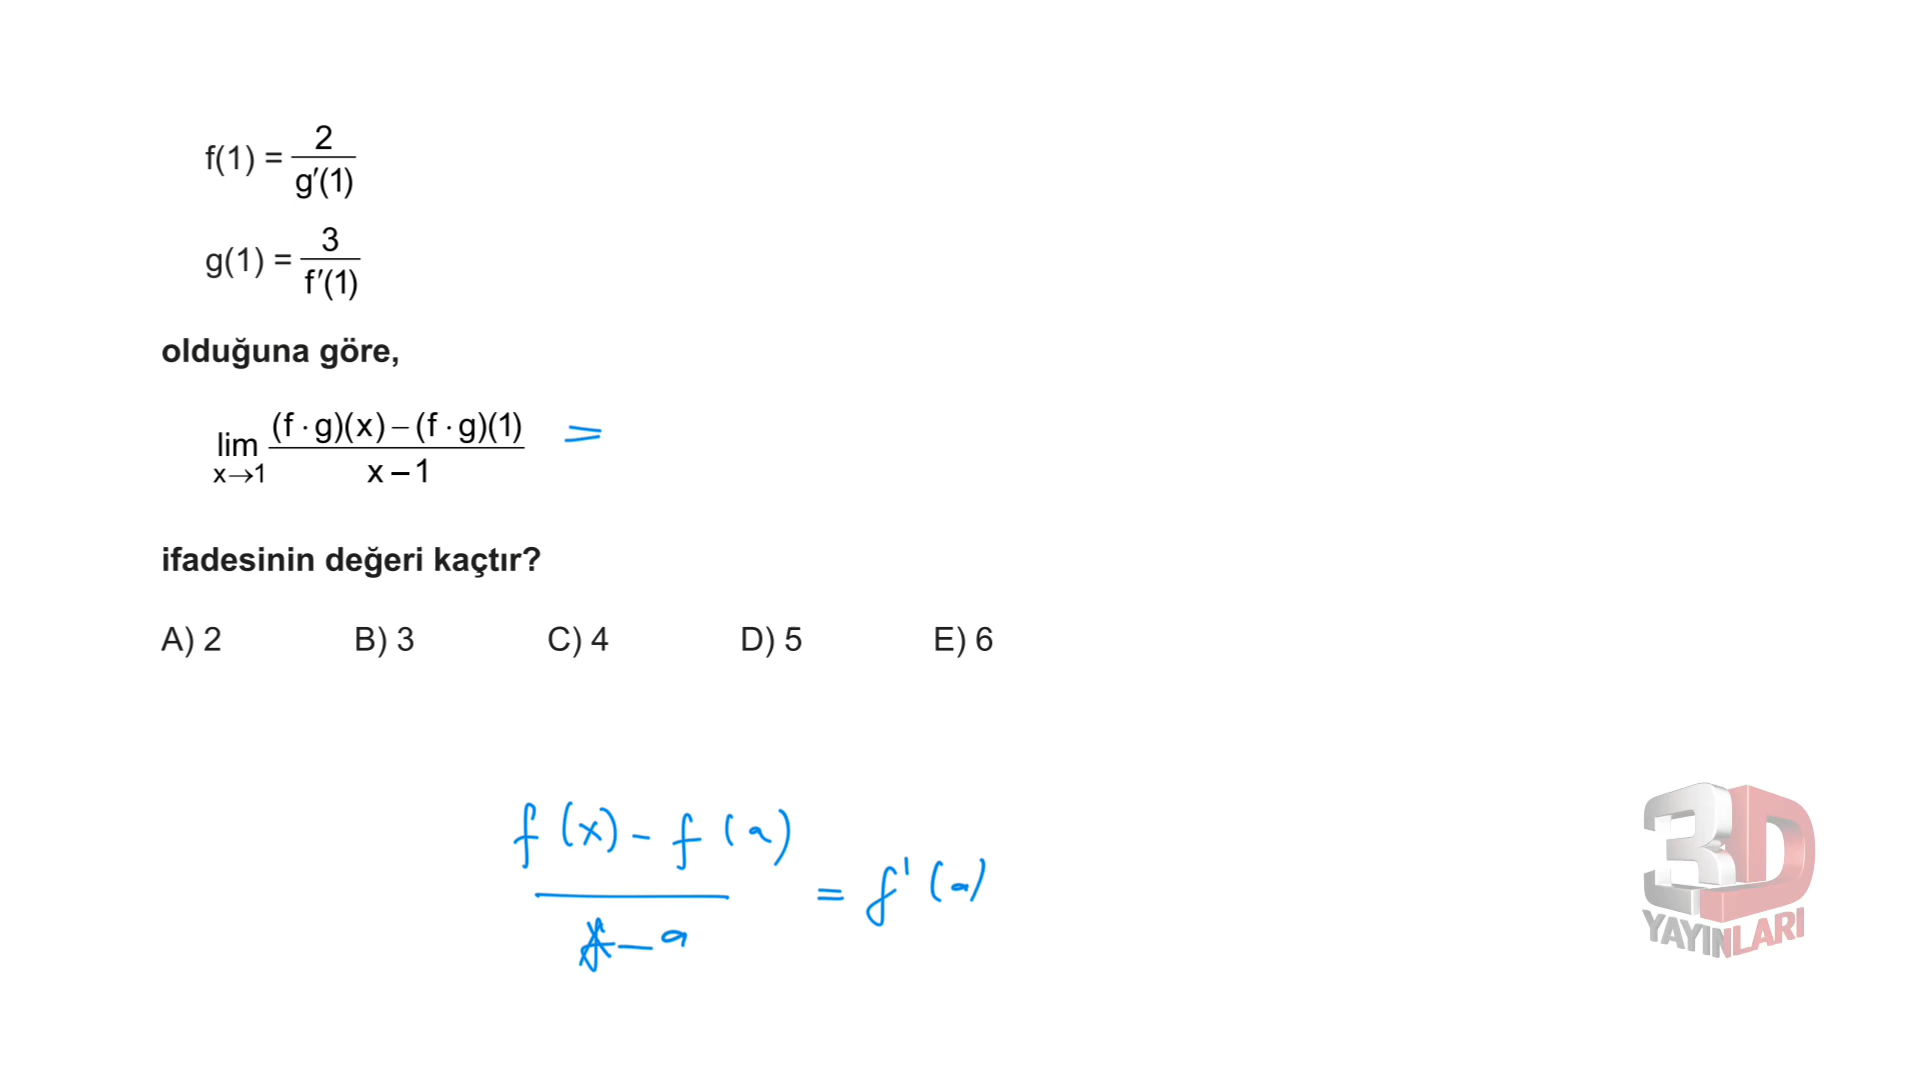 f(1) = 2/g′(1)
g(1) = 3/f′(1)
olduğuna göre,
lim x→1 (f · g)(x) – (f · g)(1) / x – 1 =
ifadesinin değeri kaçtır?
A) 2 B) 3 C) 4 D) 5 E) 6
f(x) - f(a) / x - a = f'(a)
3D
YAYINLARI